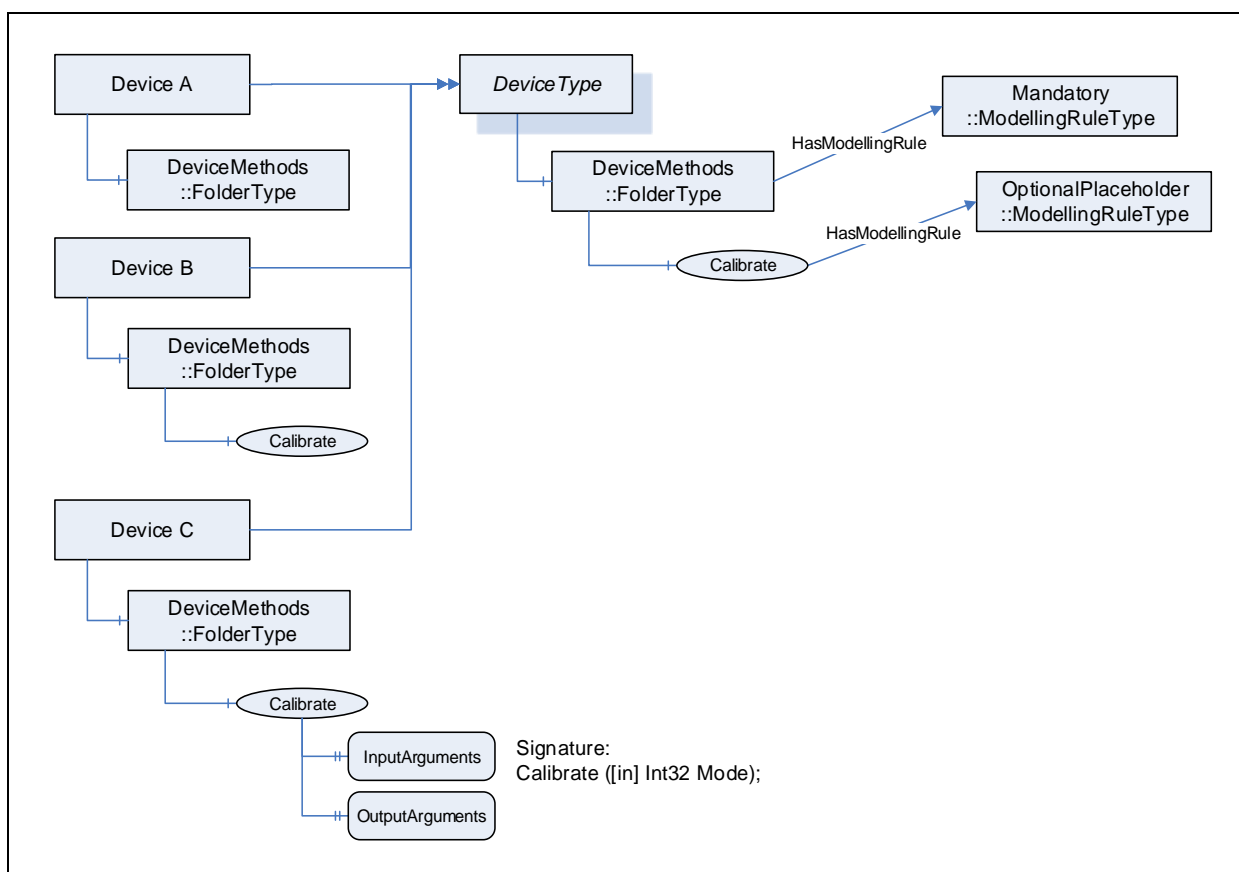 Device A
DeviceMethods
::FolderType
Device B
DeviceMethods
::FolderType
Calibrate
Device C
DeviceMethods
::FolderType
Calibrate
InputArguments
OutputArguments
Signature:
Calibrate ([in] Int32 Mode);
DeviceType
DeviceMethods
::FolderType
Calibrate
HasModellingRule
Mandatory
::ModellingRuleType
HasModellingRule
OptionalPlaceholder
::ModellingRuleType